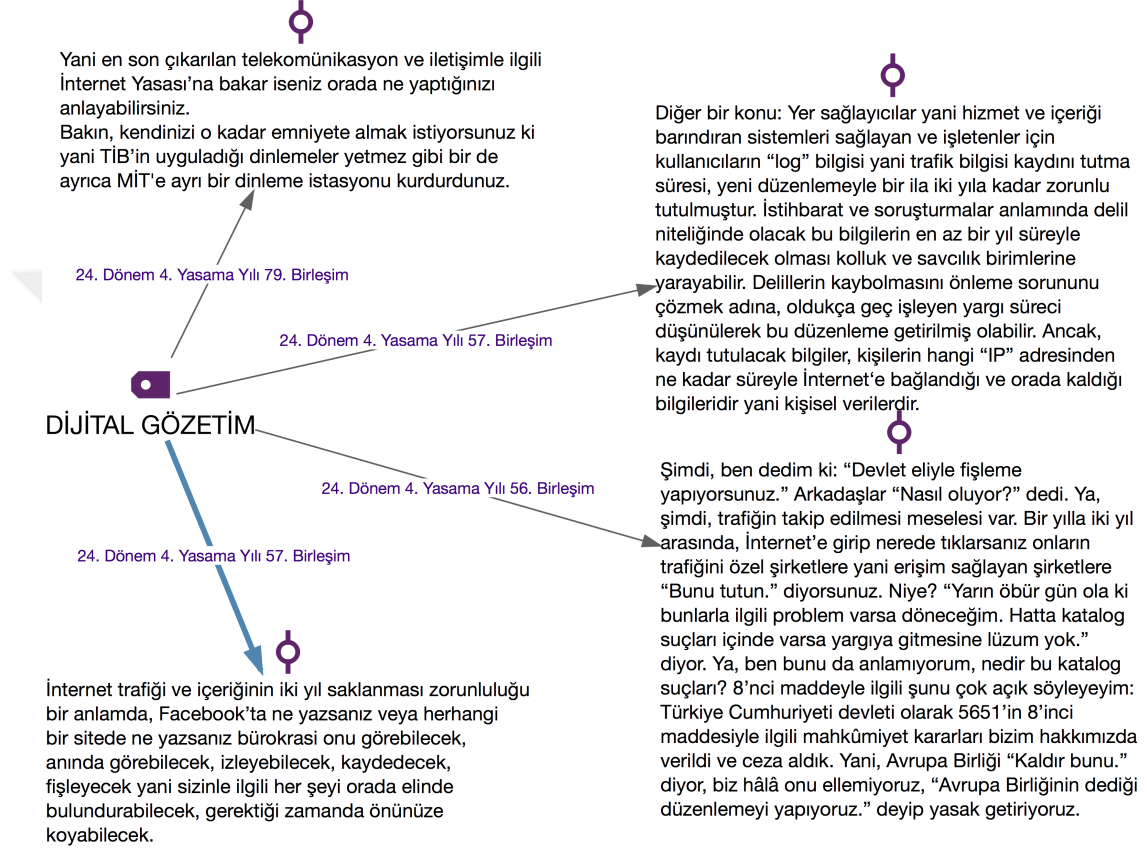 Yani en son çıkarılan telekomünikasyon ve iletişimle ilgili
İnternet Yasası’na bakar iseniz orada ne yaptığınızı
anlayabilirsiniz.
Bakın, kendinizi o kadar emniyete almak istiyorsunuz ki
yani TİB’in uyguladığı dinlemeler yetmez gibi bir de
ayrıca MİT'e ayrı bir dinleme istasyonu kurdurdunuz.
24. Dönem 4. Yasama Yılı 79. Birleşim
Diğer bir konu: Yer sağlayıcılar yani hizmet ve içeriği
barındıran sistemleri sağlayan ve işletenler için
kullanıcıların “log” bilgisi yani trafik bilgisi kaydını tutma
süresi, yeni düzenlemeyle bir ila iki yıla kadar zorunlu
tutulmuştur. İstihbarat ve soruşturmalar anlamında delil
niteliğinde olacak bu bilgilerin en az bir yıl süreyle
kaydedilecek olması kolluk ve savcılık birimlerine
yarayabilir. Delillerin kaybolmasını önleme sorununu
çözmek adına, oldukça geç işleyen yargı süreci
düşünülerek bu düzenleme getirilmiş olabilir. Ancak,
kaydı tutulacak bilgiler, kişilerin hangi “IP” adresinden
ne kadar süreyle İnternet‘e bağlandığı ve orada kaldığı
bilgileridir yani kişisel verilerdir.
24. Dönem 4. Yasama Yılı 57. Birleşim
DİJİTAL GÖZETİM
24. Dönem 4. Yasama Yılı 56. Birleşim
Şimdi, ben dedim ki: “Devlet eliyle fişleme
yapıyorsunuz.” Arkadaşlar “Nasıl oluyor?” dedi. Ya,
şimdi, trafiğin takip edilmesi meselesi var. Bir yılla iki yıl
arasında, İnternet’e girip nerede tıklarsanız onların
trafiğini özel şirketlere yani erişim sağlayan şirketlere
“Bunu tutun.” diyorsunuz. Niye? “Yarın öbür gün ola ki
bunlarla ilgili problem varsa döneceğim. Hatta katalog
suçları içinde varsa yargıya gitmesine lüzum yok.”
diyor. Ya, ben bunu da anlamıyorum, nedir bu katalog
suçları? 8’nci maddeyle ilgili şunu çok açık söyleyeyim:
Türkiye Cumhuriyeti devleti olarak 5651’in 8’inci
maddesiyle ilgili mahkûmiyet kararları bizim hakkımızda
verildi ve ceza aldık. Yani, Avrupa Birliği “Kaldır bunu.”
diyor, biz hâlâ onu ellemiyoruz, “Avrupa Birliğinin dediği
düzenlemeyi yapıyoruz.” deyip yasak getiriyoruz.
24. Dönem 4. Yasama Yılı 57. Birleşim
İnternet trafiği ve içeriğinin iki yıl saklanması zorunluluğu
bir anlamda, Facebook’ta ne yazsanız veya herhangi
bir sitede ne yazsanız bürokrasi onu görebilecek,
anında görebilecek, izleyebilecek, kaydedecek,
fişleyecek yani sizinle ilgili her şeyi orada elinde
bulundurabilecek, gerektiği zamanda önünüze
koyabilecek.